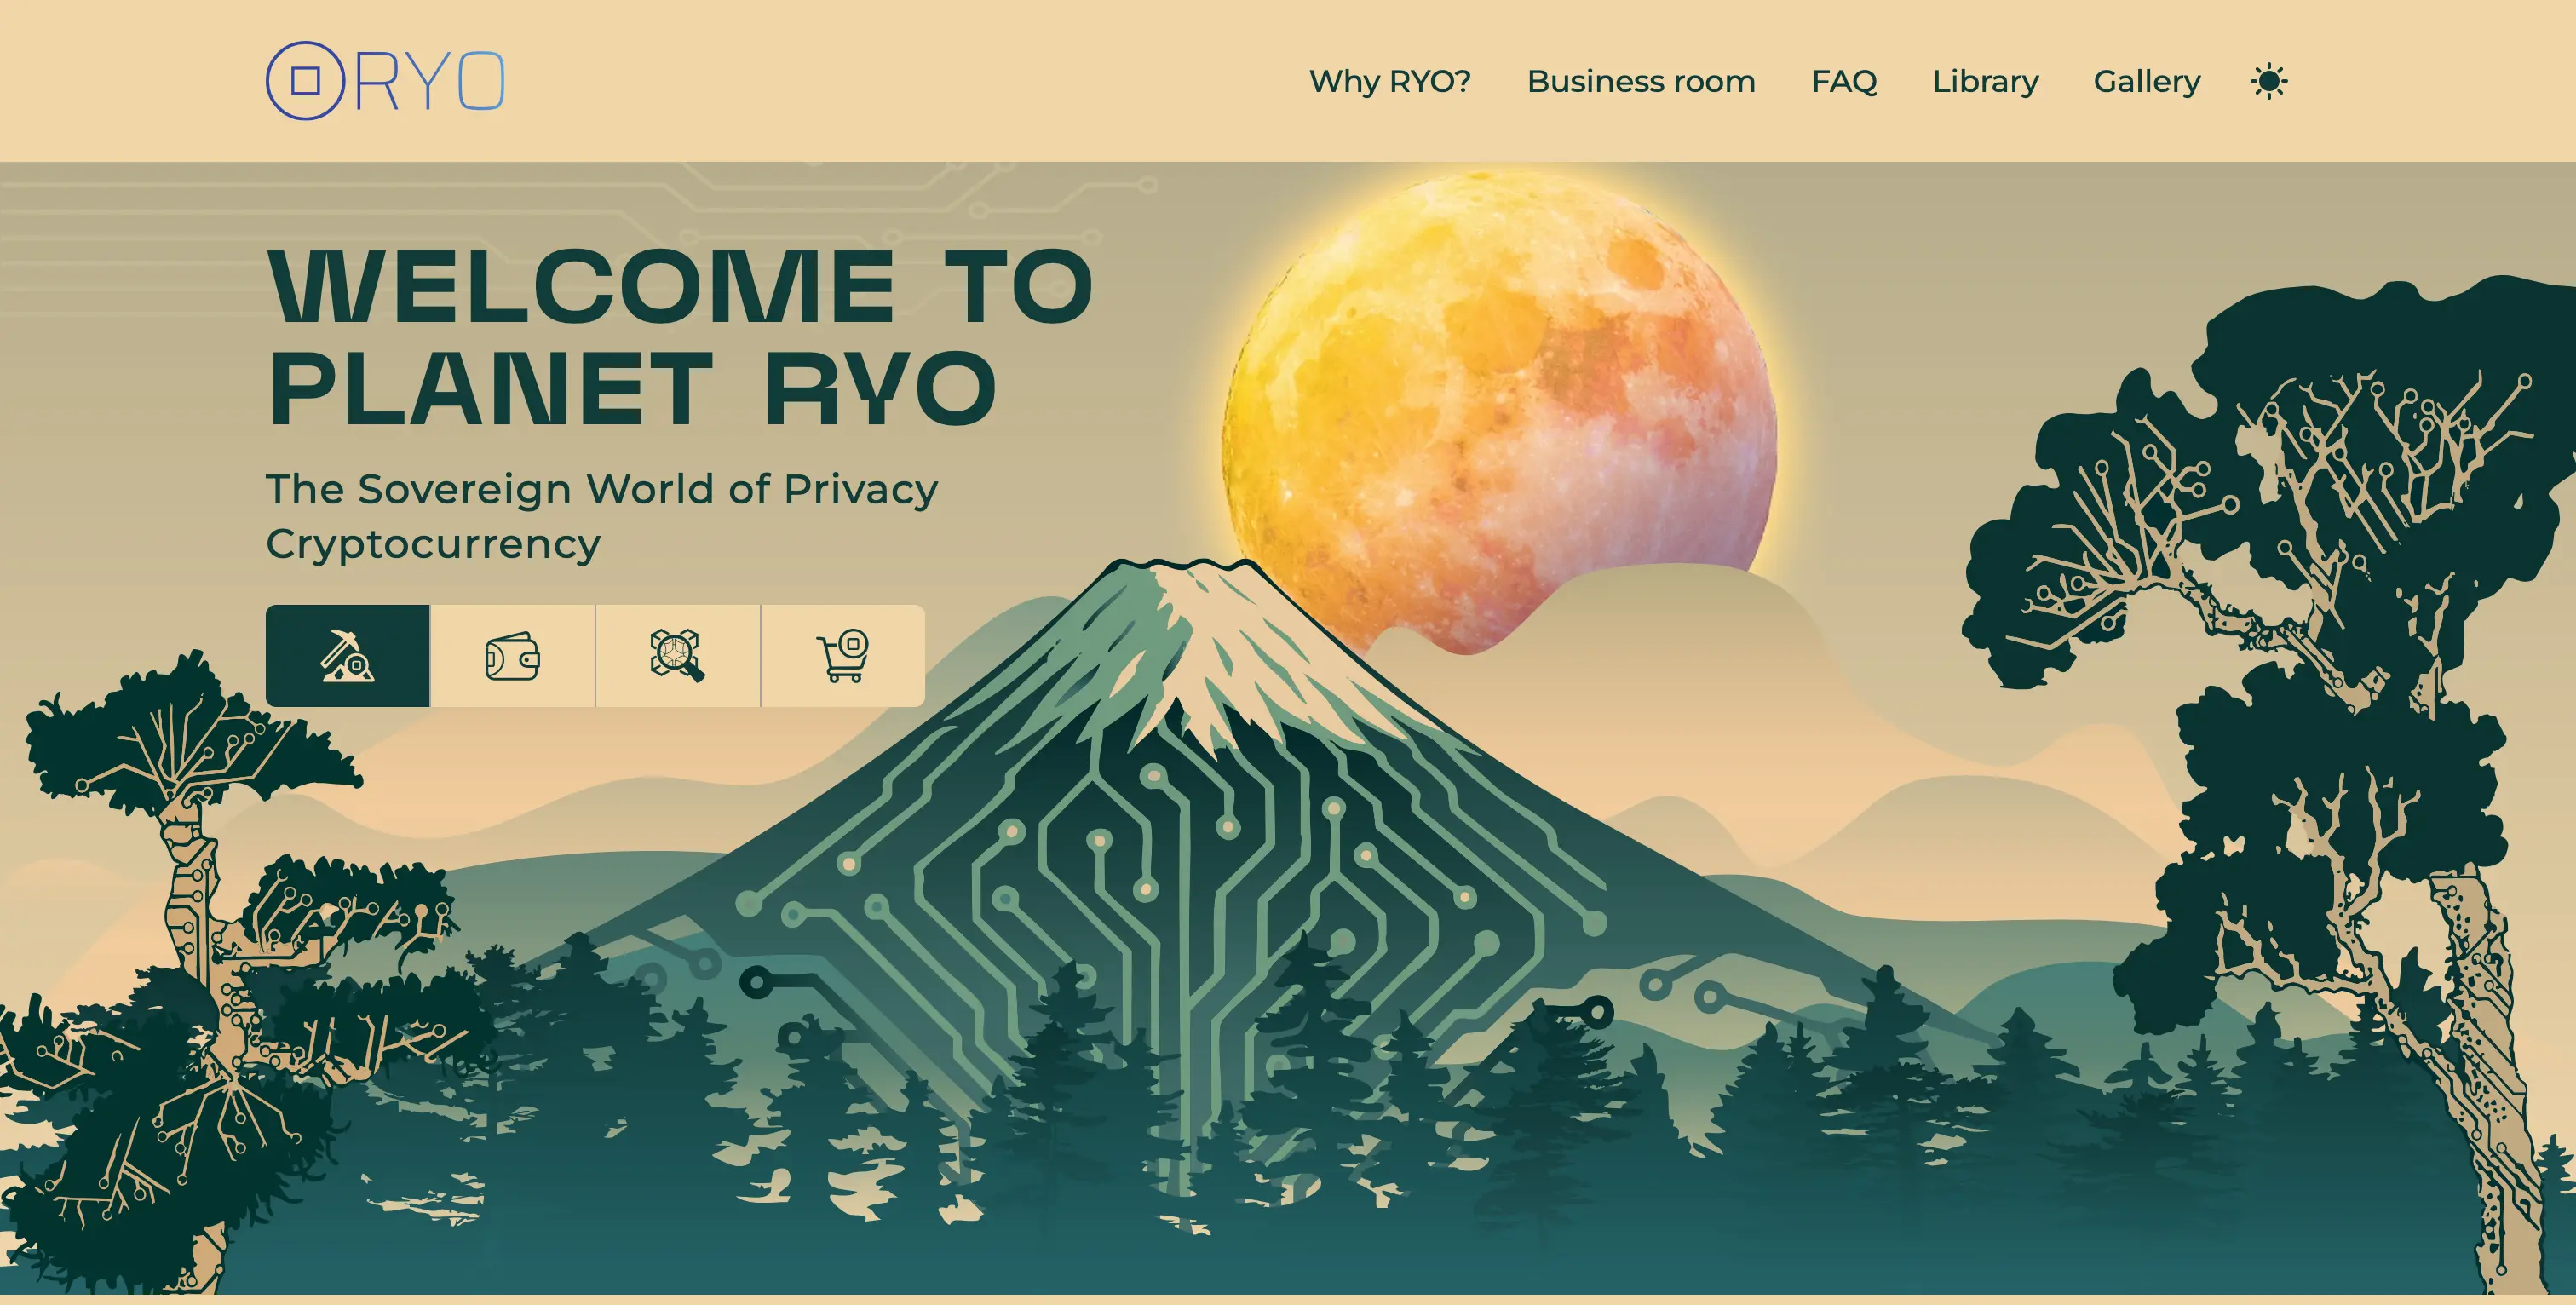 RYO
Why RYO? Business room FAQ Library Gallery
WELCOME TO
PLANET RYO
The Sovereign World of Privacy
Cryptocurrency